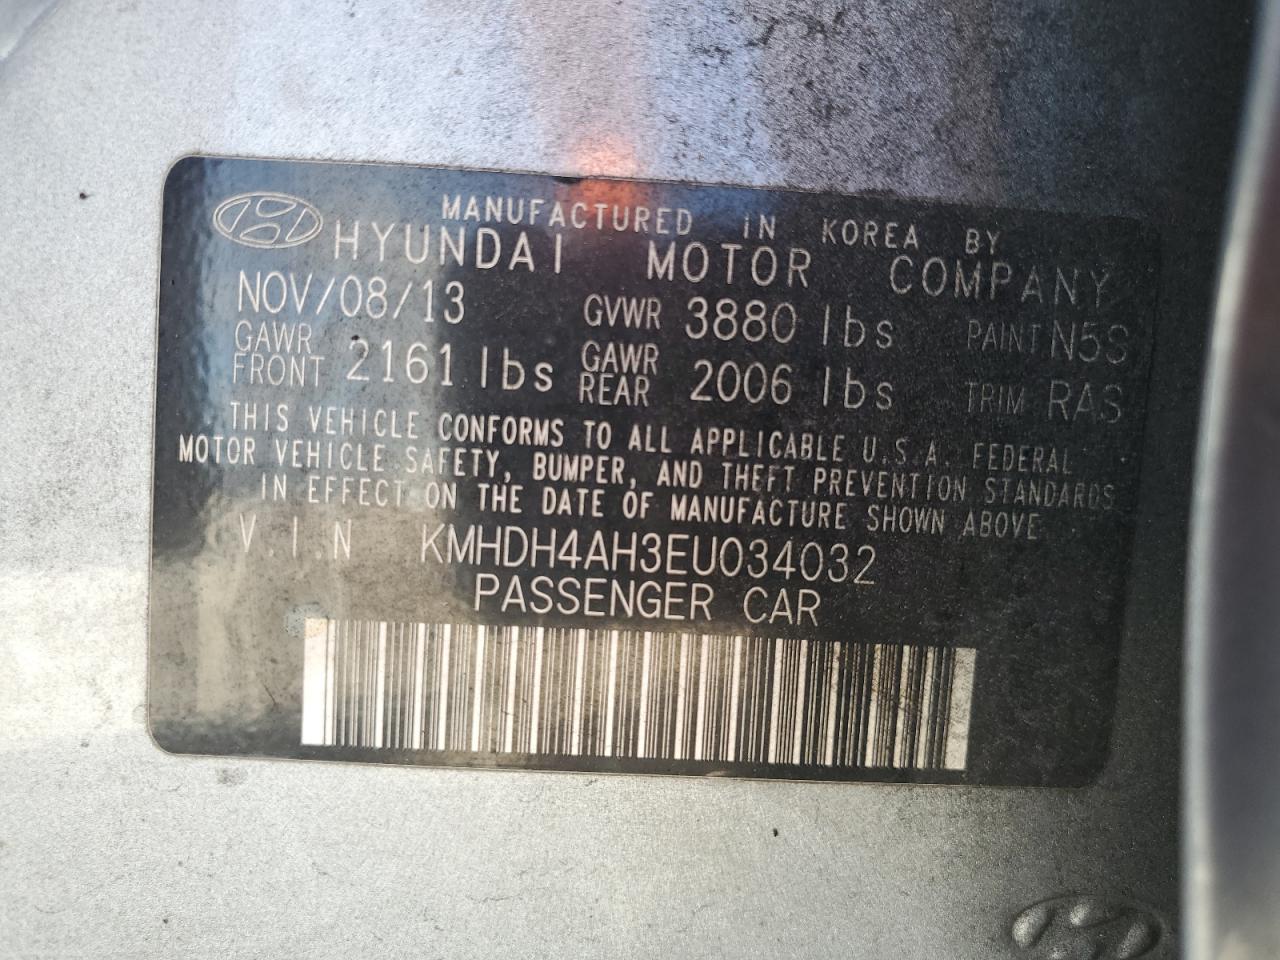 MANUFACTURED IN KOREA BY
HYUNDAI MOTOR COMPANY
NOV/08/13 GVWR 3880 lbs PAINT N5S
GAWR FRONT 2161 lbs GAWR REAR 2006 lbs TRIM RAS
THIS VEHICLE CONFORMS TO ALL APPLICABLE U.S.A. FEDERAL
MOTOR VEHICLE SAFETY, BUMPER, AND THEFT PREVENTION STANDARDS
IN EFFECT ON THE DATE OF MANUFACTURE SHOWN ABOVE
V.I.N KMHDH4AH3EU034032
PASSENGER CAR